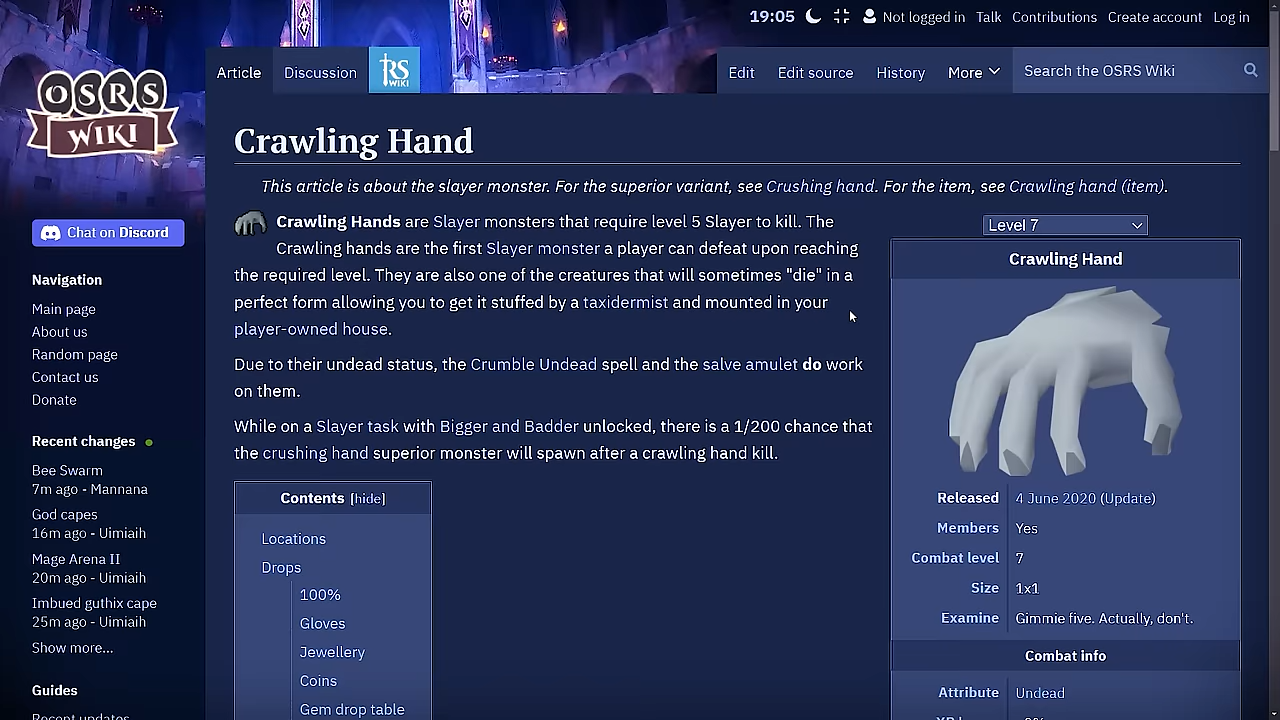 19:05 Not logged in Talk Contributions Create account Log in
OSRS
WIKI
Article Discussion RS WIKI Edit Edit source History More Search the OSRS Wiki
Crawling Hand
This article is about the slayer monster. For the superior variant, see Crushing hand. For the item, see Crawling hand (item).
Crawling Hands are Slayer monsters that require level 5 Slayer to kill. The
Crawling hands are the first Slayer monster a player can defeat upon reaching
the required level. They are also one of the creatures that will sometimes "die" in a
perfect form allowing you to get it stuffed by a taxidermist and mounted in your
player-owned house.
Due to their undead status, the Crumble Undead spell and the salve amulet do work
on them.
While on a Slayer task with Bigger and Badder unlocked, there is a 1/200 chance that
the crushing hand superior monster will spawn after a crawling hand kill.
Contents [hide]
Locations
Drops
100%
Gloves
Jewellery
Coins
Gem drop table
Level 7
Crawling Hand
Released 4 June 2020 (Update)
Members Yes
Combat level 7
Size 1x1
Examine Gimmie five. Actually, don't.
Combat info
Attribute Undead
Chat on Discord
Navigation
Main page
About us
Random page
Contact us
Donate
Recent changes
Bee Swarm
7m ago - Mannana
God capes
16m ago - Uimiaih
Mage Arena II
20m ago - Uimiaih
Imbued guthix cape
25m ago - Uimiaih
Show more...
Guides
Recent updates